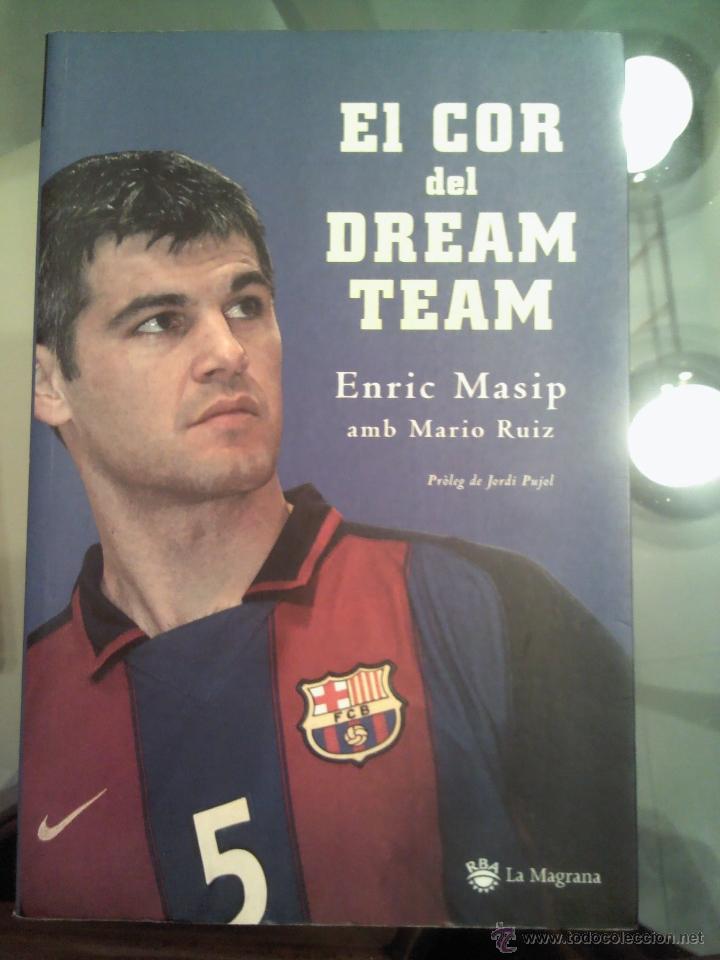 El COR
del
DREAM
TEAM
Enric Masip
amb Mario Ruiz
Pròleg de Jordi Pujol
FCB
5
RBA La Magrana
www.todocoleccion.net